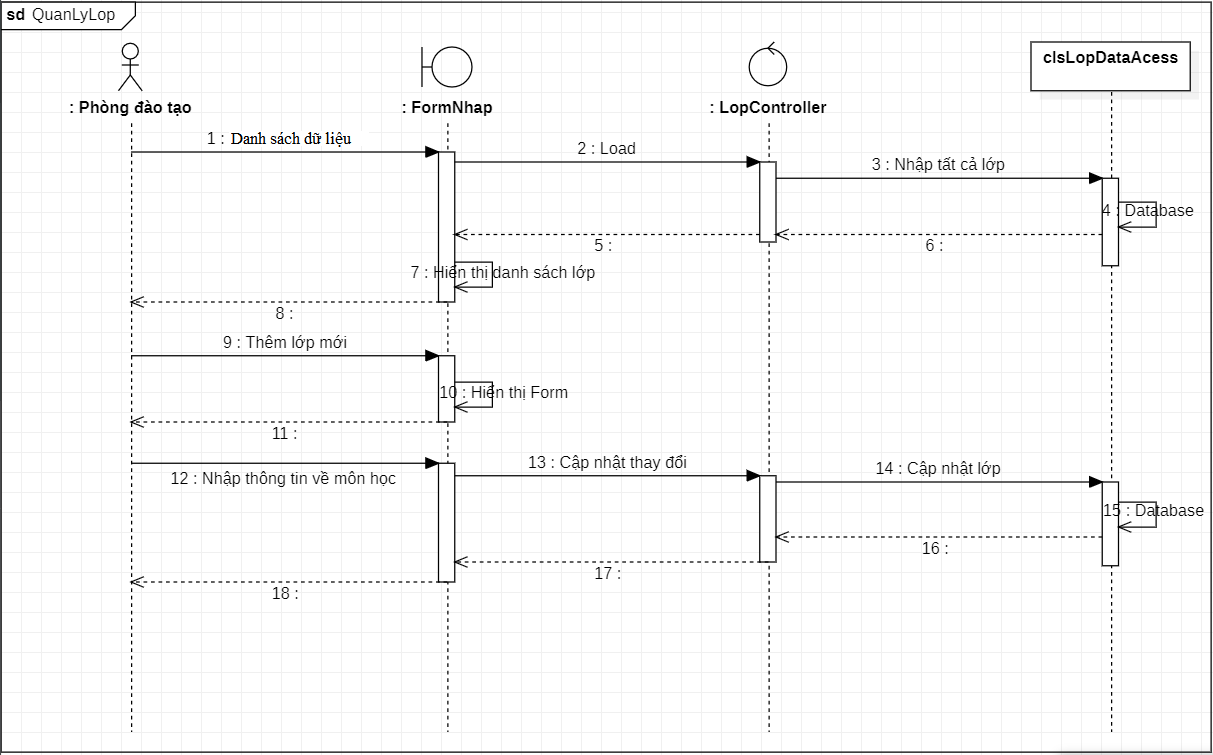 sd QuanLyLop
: Phòng đào tạo
: FormNhap
: LopController
clsLopDataAcess
1 : Danh sách dữ liệu
2 : Load
3 : Nhập tất cả lớp
4 : Database
5 :
6 :
7 : Hiển thị danh sách lớp
8 :
9 : Thêm lớp mới
10 : Hiển thị Form
11 :
12 : Nhập thông tin về môn học
13 : Cập nhật thay đổi
14 : Cập nhật lớp
15 : Database
16 :
17 :
18 :